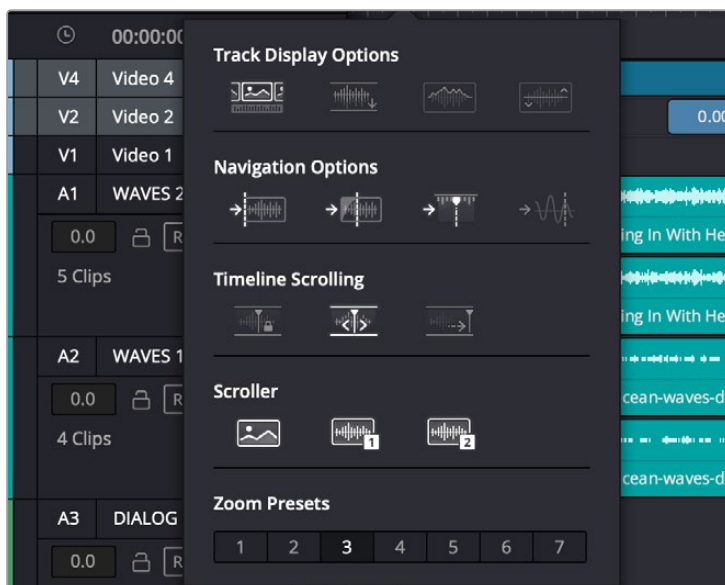 00:00:00
Track Display Options
V4 Video 4
V2 Video 2
0.00
V1 Video 1
Navigation Options
A1 WAVES 2
0.0 R
ing In With He
5 Clips
Timeline Scrolling
ing In With He
A2 WAVES 1
Scroller
0.0 R
cean-waves-d
4 Clips
1 2
cean-waves-d
Zoom Presets
A3 DIALOG
1 2 3 4 5 6 7
0.0 R